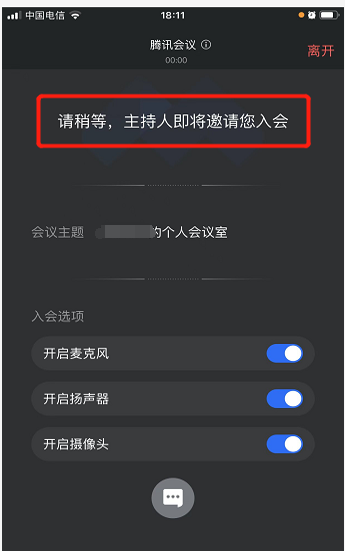 中国电信 18:11
腾讯会议
00:00
离开
请稍等，主持人即将邀请您入会
会议主题 的个人会议室
入会选项
开启麦克风
开启扬声器
开启摄像头